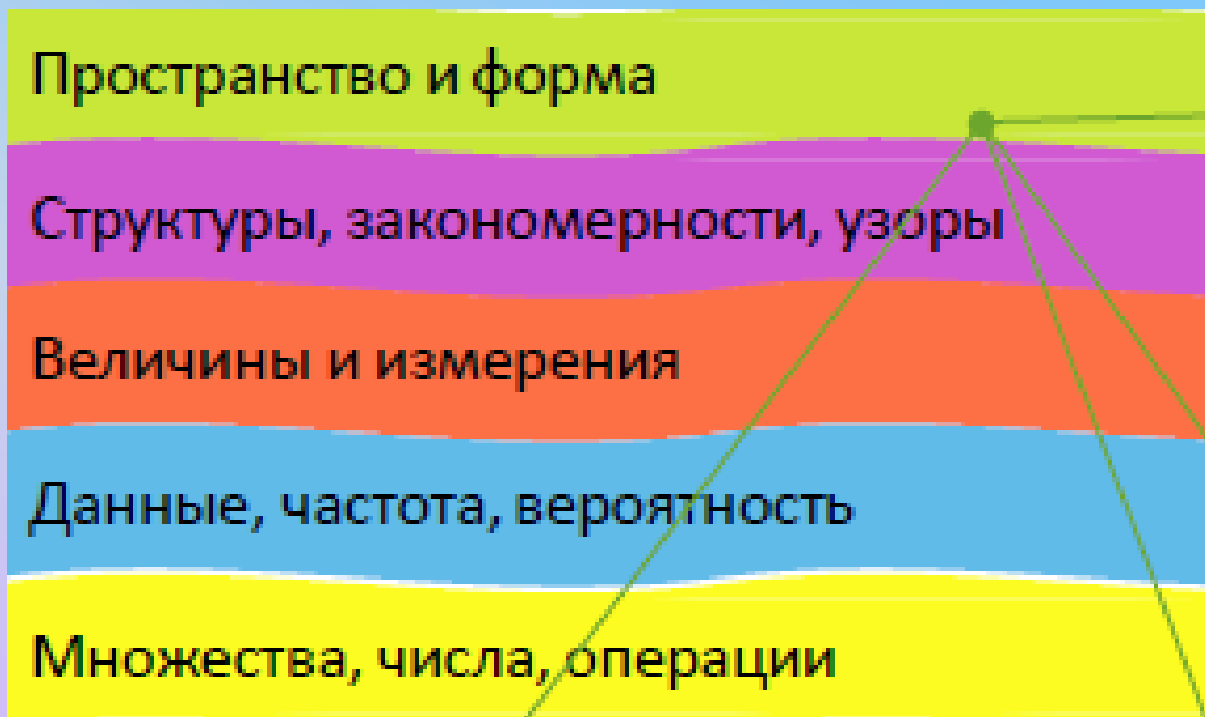 Пространство и форма
Структуры, закономерности, узоры
Величины и измерения
Данные, частота, вероятность
Множества, числа, операции